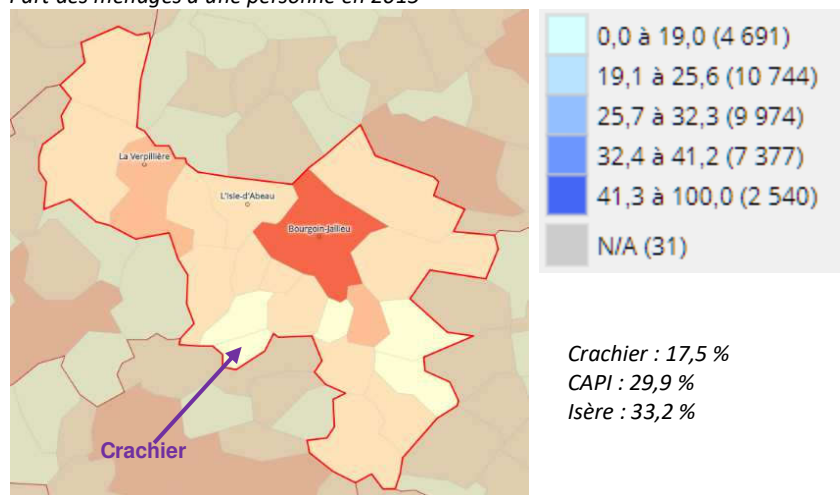 Part des ménages d'une personne en 2015
La Verpillière
L'Isle-d'Abeau
Bourgoin-Jallieu
Crachier
0,0 à 19,0 (4 691)
19,1 à 25,6 (10 744)
25,7 à 32,3 (9 974)
32,4 à 41,2 (7 377)
41,3 à 100,0 (2 540)
N/A (31)
Crachier : 17,5 %
CAPI : 29,9 %
Isère : 33,2 %